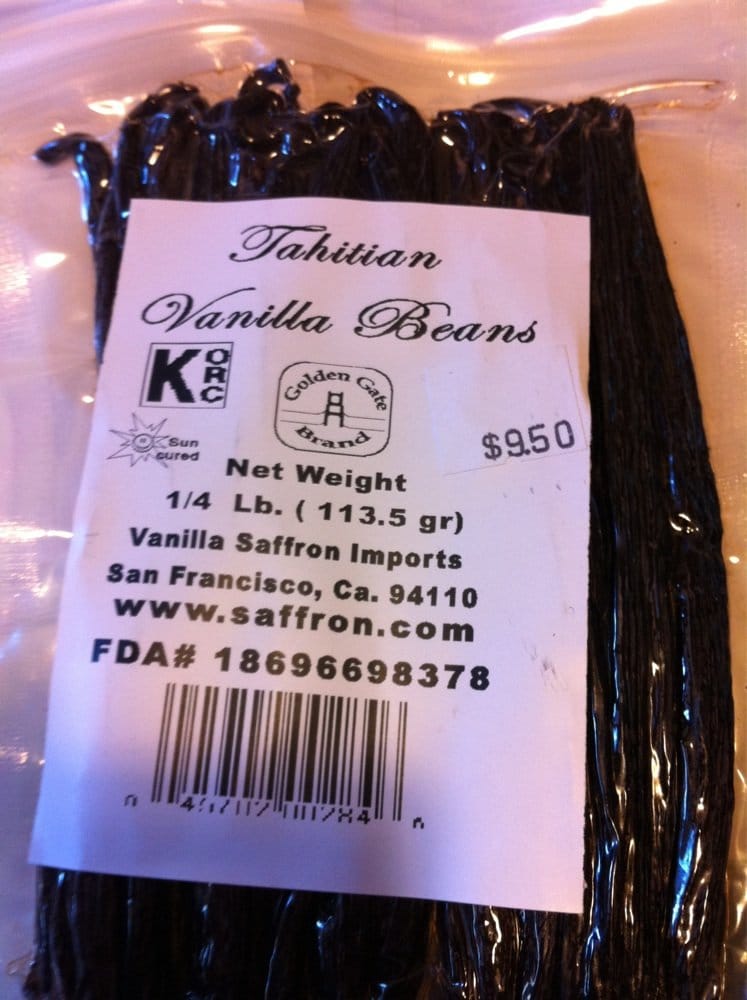 Tahitian
Vanilla Beans
K ORC
Golden Gate
Brand
$9.50
Sun
cured
Net Weight
1/4 Lb. ( 113.5 gr)
Vanilla Saffron Imports
San Francisco, Ca. 94110
www.saffron.com
FDA# 18696698378